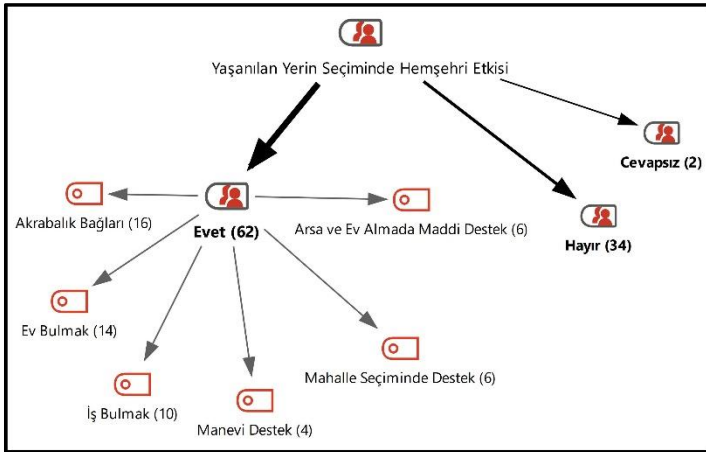 Yaşanılan Yerin Seçiminde Hemşehri Etkisi
Cevapsız (2)
Akrabalık Bağları (16)
Evet (62)
Arsa ve Ev Almada Maddi Destek (6)
Hayır (34)
Ev Bulmak (14)
Mahalle Seçiminde Destek (6)
İş Bulmak (10)
Manevi Destek (4)